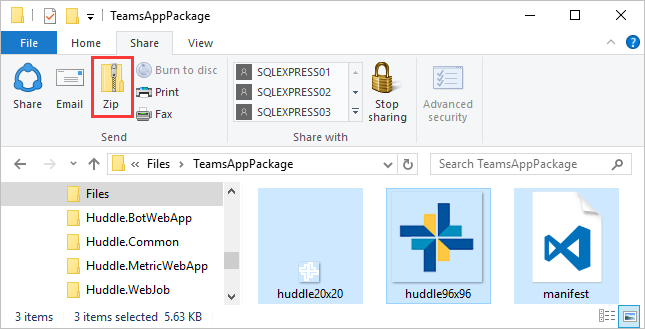 TeamsAppPackage
File Home Share View
Share
Email
Zip
Burn to disc
Print
Fax
Send
SQLEXPRESS01
SQLEXPRESS02
SQLEXPRESS03
Share with
Stop
sharing
Advanced
security
Files > TeamsAppPackage
Search TeamsAppPackage
Files
Huddle.BotWebApp
Huddle.Common
Huddle.MetricWebApp
Huddle.WebJob
huddle20x20
huddle96x96
manifest
3 items 3 items selected 5.63 KB